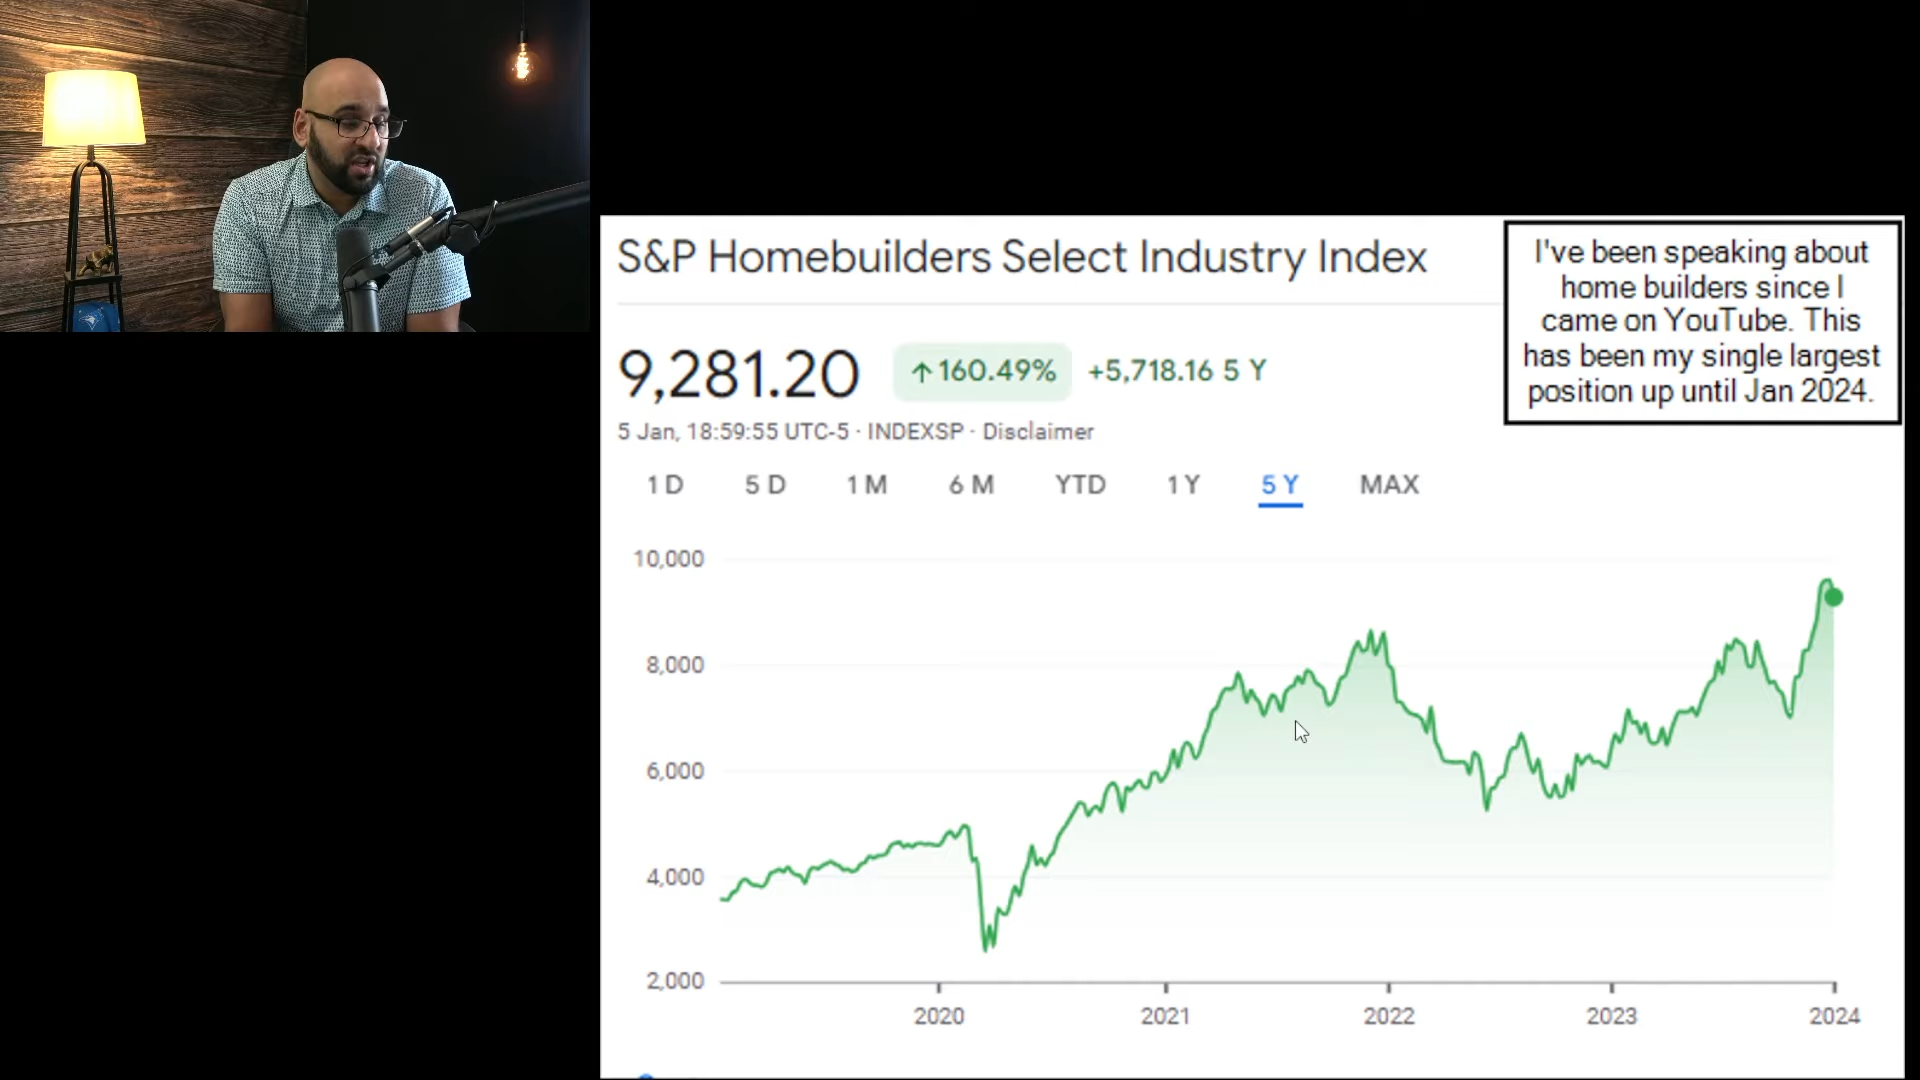 S&P Homebuilders Select Industry Index
I've been speaking about
home builders since I
came on YouTube. This
has been my single largest
position up until Jan 2024.
9,281.20 ↑160.49% +5,718.16 5 Y
5 Jan, 18:59:55 UTC-5 · INDEXSP · Disclaimer
1 D 5 D 1 M 6 M YTD 1 Y 5 Y MAX
10,000
8,000
6,000
4,000
2,000
2020 2021 2022 2023 2024